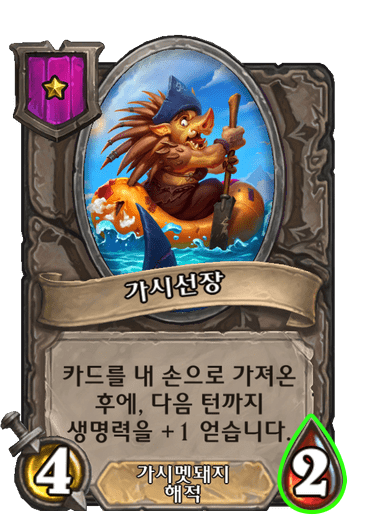 가시선장
카드를 내 손으로 가져온
후에, 다음 턴까지
생명력을 +1 얻습니다.
4
가시멧돼지
해적
2